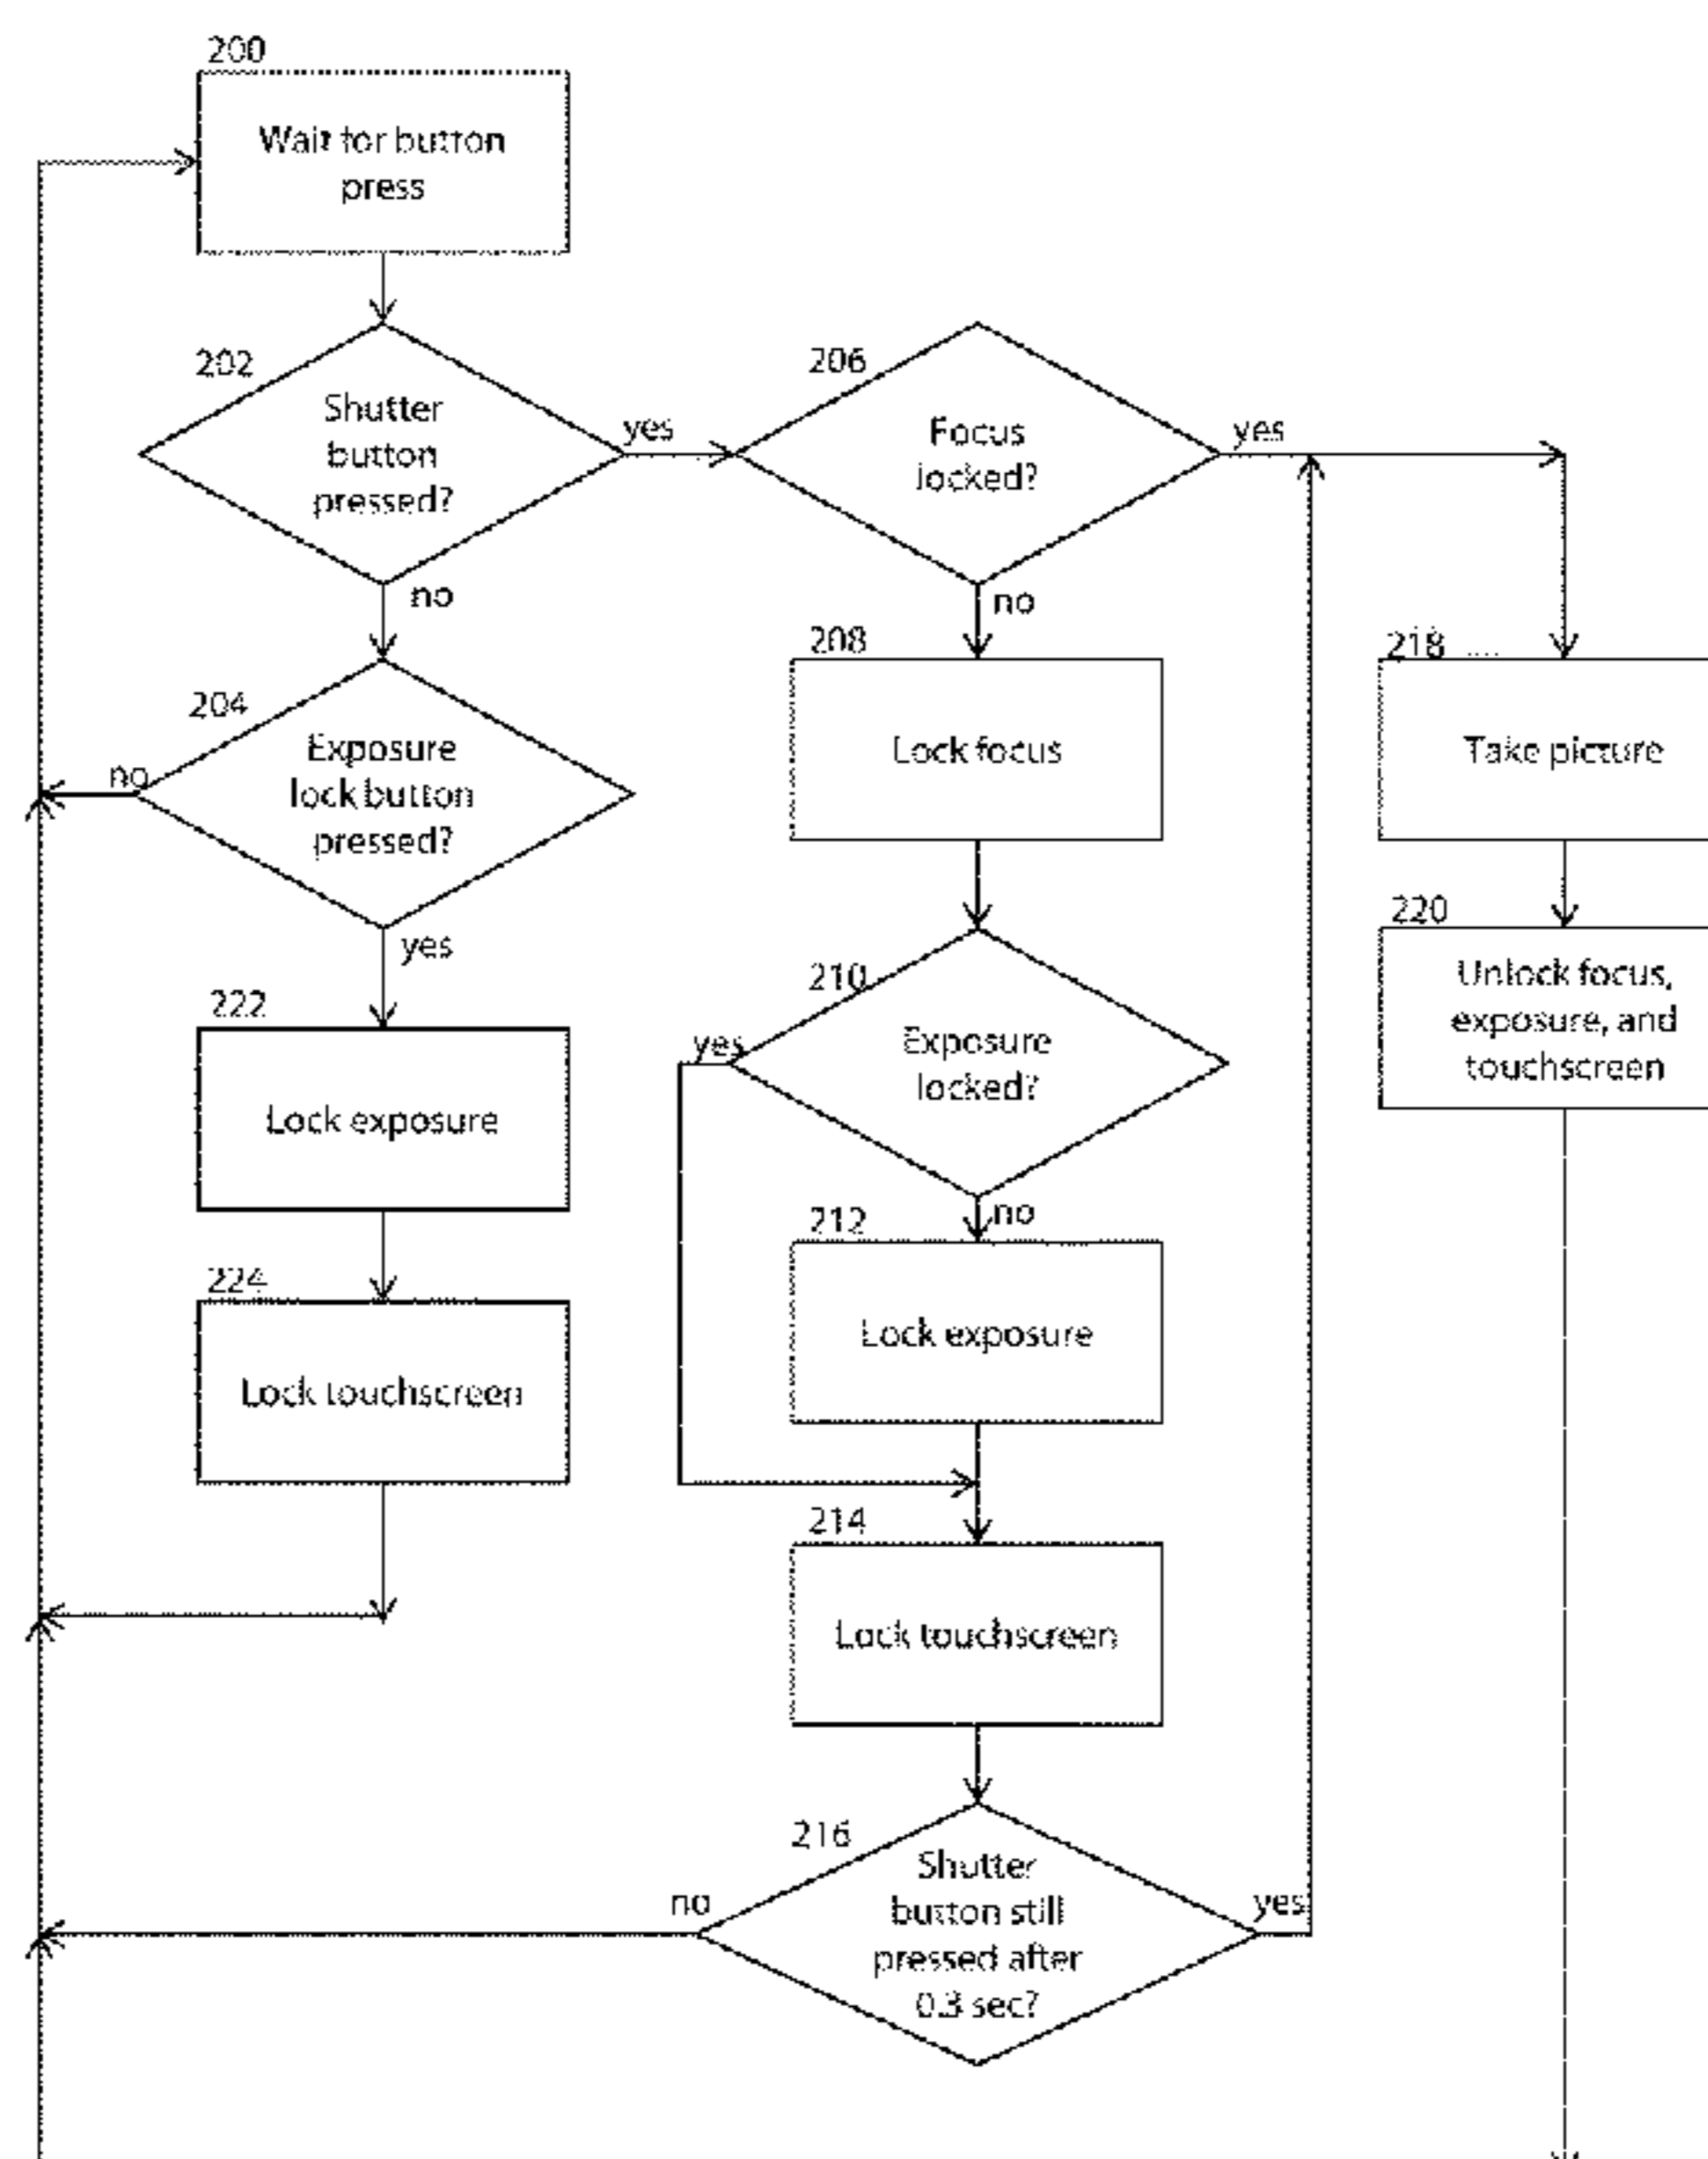 200
Wait for button
press
202
Shutter
button
pressed?
yes
206
Focus
locked?
yes
no
no
204
Exposure
lock button
pressed?
no
yes
208
Lock focus
218
Take picture
220
Unlock focus,
exposure, and
touchscreen
222
Lock exposure
210
Exposure
locked?
yes
no
212
Lock exposure
224
Lock touchscreen
214
Lock touchscreen
216
Shutter
button still
pressed after
0.3 sec?
no
yes